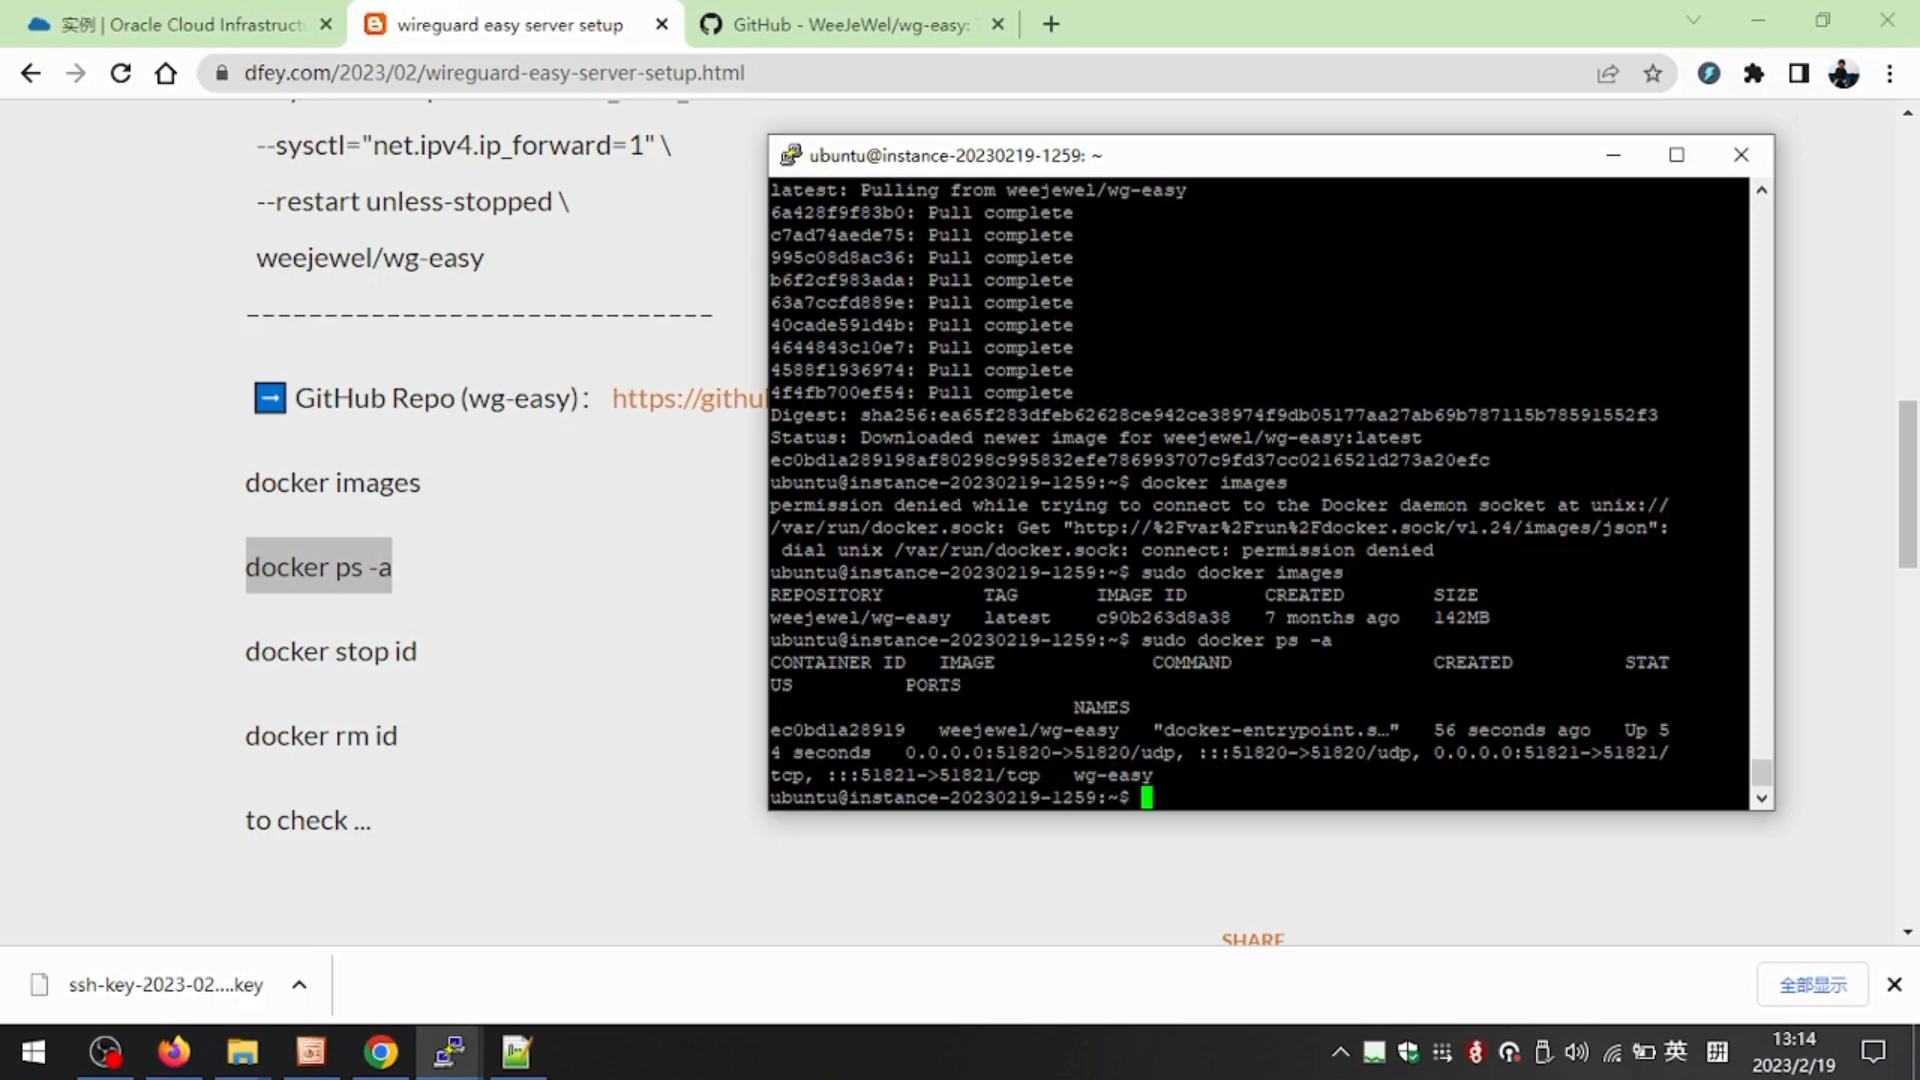 实例 | Oracle Cloud Infrastruct
wireguard easy server setup
GitHub - WeeJeWel/wg-easy:
dfey.com/2023/02/wireguard-easy-server-setup.html
--sysctl="net.ipv4.ip_forward=1" \
--restart unless-stopped \
weejewel/wg-easy
------------------------------
GitHub Repo (wg-easy)： https://githu
docker images
docker ps -a
docker stop id
docker rm id
to check ...
SHARE
ubuntu@instance-20230219-1259: ~
latest: Pulling from weejewel/wg-easy
6a428f9f83b0: Pull complete
c7ad74aede75: Pull complete
995c08d8ac36: Pull complete
b6f2cf983ada: Pull complete
63a7ccfd889e: Pull complete
40cade591d4b: Pull complete
4644843c10e7: Pull complete
4588f1936974: Pull complete
4f4fb700ef54: Pull complete
Digest: sha256:ea65f283dfeb62628ce942ce38974f9db05177aa27ab69b787115b78591552f3
Status: Downloaded newer image for weejewel/wg-easy:latest
ec0bd1a289198af80298c995832efe786993707c9fd37cc0216521d273a20efc
ubuntu@instance-20230219-1259:~$ docker images
permission denied while trying to connect to the Docker daemon socket at unix://
/var/run/docker.sock: Get "http://%2Fvar%2Frun%2Fdocker.sock/v1.24/images/json":
dial unix /var/run/docker.sock: connect: permission denied
ubuntu@instance-20230219-1259:~$ sudo docker images
REPOSITORY TAG IMAGE ID CREATED SIZE
weejewel/wg-easy latest c90b263d8a38 7 months ago 142MB
ubuntu@instance-20230219-1259:~$ sudo docker ps -a
CONTAINER ID IMAGE COMMAND CREATED STAT
US PORTS
NAMES
ec0bd1a28919 weejewel/wg-easy "docker-entrypoint.s…" 56 seconds ago Up 5
4 seconds 0.0.0.0:51820->51820/udp, :::51820->51820/udp, 0.0.0.0:51821->51821/
tcp, :::51821->51821/tcp wg-easy
ubuntu@instance-20230219-1259:~$
ssh-key-2023-02....key
全部显示
英
拼
13:14
2023/2/19